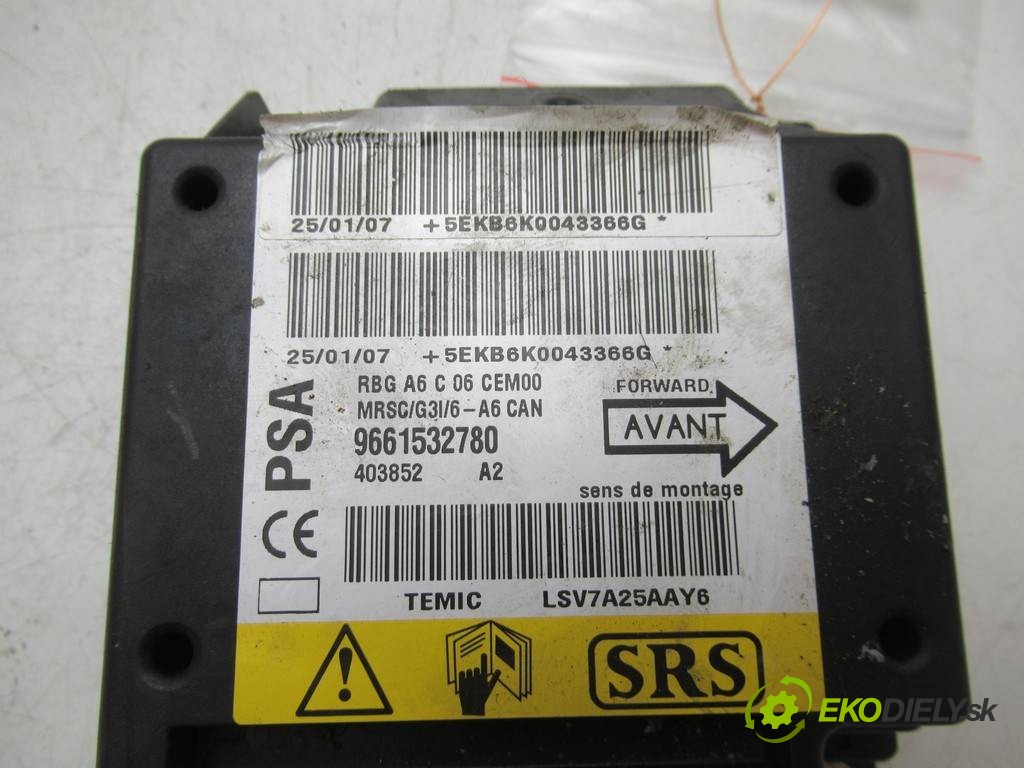 25/01/07 +5EKB6K0043366G *
25/01/07 +5EKB6K0043366G *
PSA
RBG A6 C 06 CEM00
MRSC/G3I/6-A6 CAN
9661532780
403852 A2
FORWARD
AVANT
sens de montage
CE
TEMIC LSV7A25AAY6
SRS
EKODIELY.sk